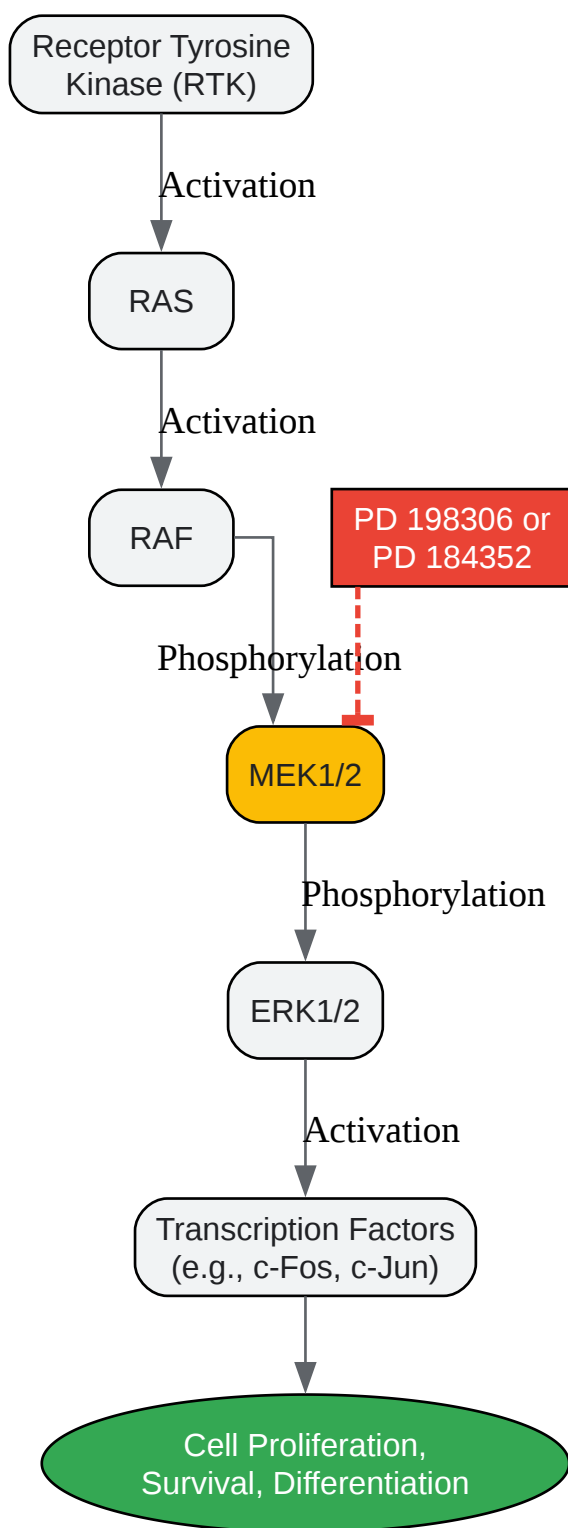 Receptor Tyrosine
Kinase (RTK)
Activation
RAS
Activation
RAF
PD 198306 or
PD 184352
Phosphorylation
MEK1/2
Phosphorylation
ERK1/2
Activation
Transcription Factors
(e.g., c-Fos, c-Jun)
Cell Proliferation,
Survival, Differentiation